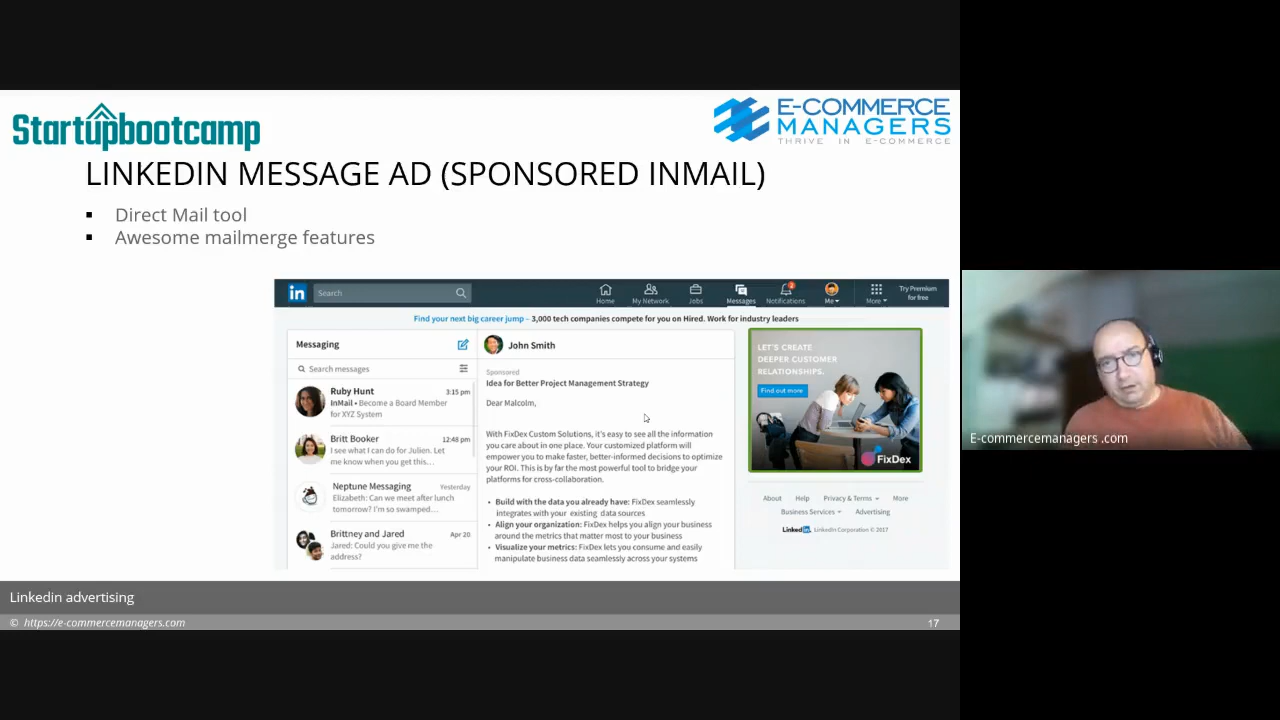 Startupbootcamp
E-COMMERCE
MANAGERS
THRIVE IN E-COMMERCE
LINKEDIN MESSAGE AD (SPONSORED INMAIL)
▪ Direct Mail tool
▪ Awesome mailmerge features
in
Search
Home
My Network
Jobs
Messages
Notifications
Me
More
Try Premium
for free
Find your next big career jump – 3,000 tech companies compete for you on Hired. Work for industry leaders
Messaging
Search messages
Ruby Hunt 3:15 pm
InMail • Become a Board Member
for XYZ System
Britt Booker 12:48 pm
I see what I can do for Julien. Let
me know when you get this...
Neptune Messaging Yesterday
Elizabeth: Can we meet after lunch
tomorrow? I'm so swamped...
Brittney and Jared Apr 20
Jared: Could you give me the
address?
John Smith
Sponsored
Idea for Better Project Management Strategy
Dear Malcolm,
With FixDex Custom Solutions, it's easy to see all the information
you care about in one place. Your customized platform will
empower you to make faster, better-informed decisions to optimize
your ROI. This is by far the most powerful tool to bridge your
platforms for cross-collaboration.
• Build with the data you already have: FixDex seamlessly
integrates with your existing data sources
• Align your organization: FixDex helps you align your business
around the metrics that matter most to your business
• Visualize your metrics: FixDex lets you consume and easily
manipulate business data seamlessly across your systems
LET'S CREATE
DEEPER CUSTOMER
RELATIONSHIPS.
Find out more
FixDex
About Help Privacy & Terms More
Business Services Advertising
LinkedIn LinkedIn Corporation © 2017
E-commercemanagers .com
Linkedin advertising
© https://e-commercemanagers.com
17